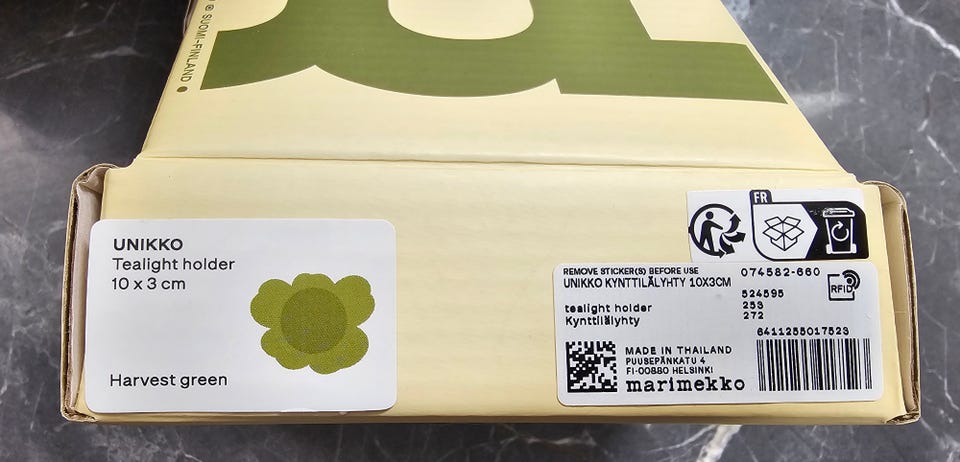 ® SUOMI-FINLAND ●
UNIKKO
Tealight holder
10 x 3 cm
Harvest green
FR
REMOVE STICKER(S) BEFORE USE
UNIKKO KYNTTILÄLYHTY 10X3CM
074582-660
RFID
tealight holder
Kynttilälyhty
524595
253
272
6411255017523
MADE IN THAILAND
PUUSEPÄNKATU 4
FI-00880 HELSINKI
marimekko